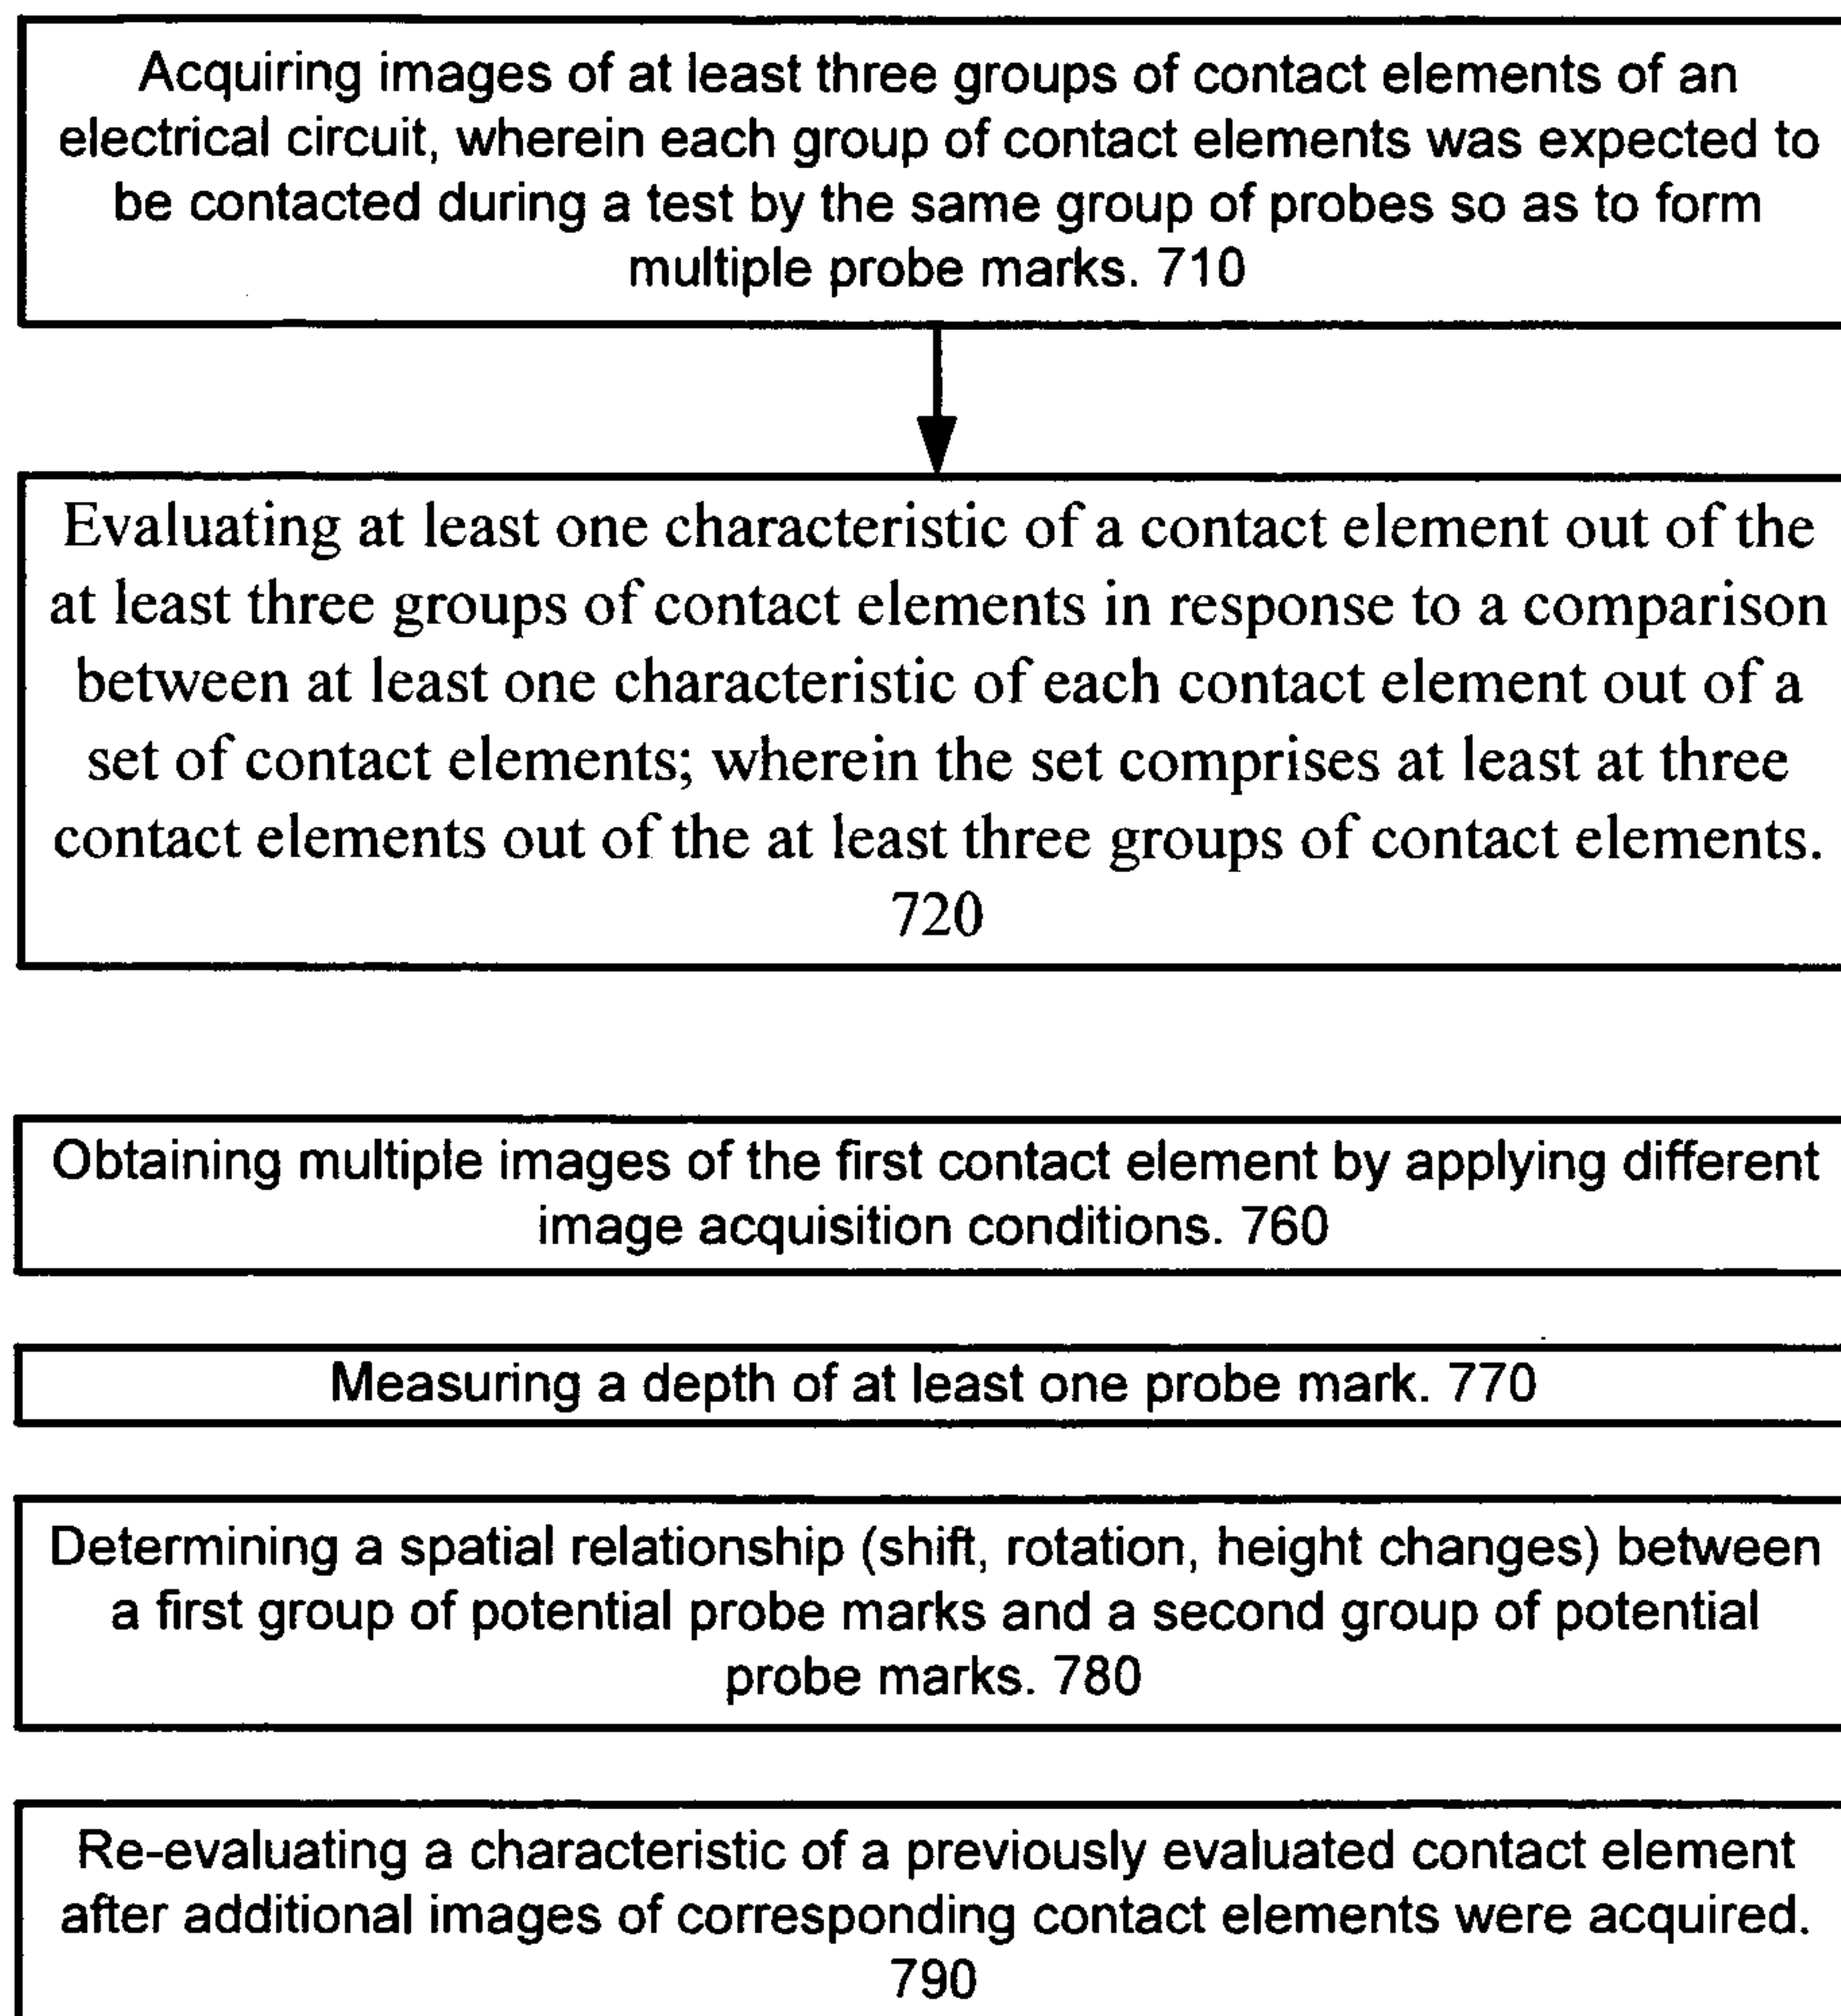 Acquiring images of at least three groups of contact elements of an
electrical circuit, wherein each group of contact elements was expected to
be contacted during a test by the same group of probes so as to form
multiple probe marks. 710
Evaluating at least one characteristic of a contact element out of the
at least three groups of contact elements in response to a comparison
between at least one characteristic of each contact element out of a
set of contact elements; wherein the set comprises at least at three
contact elements out of the at least three groups of contact elements.
720
Obtaining multiple images of the first contact element by applying different
image acquisition conditions. 760
Measuring a depth of at least one probe mark. 770
Determining a spatial relationship (shift, rotation, height changes) between
a first group of potential probe marks and a second group of potential
probe marks. 780
Re-evaluating a characteristic of a previously evaluated contact element
after additional images of corresponding contact elements were acquired.
790